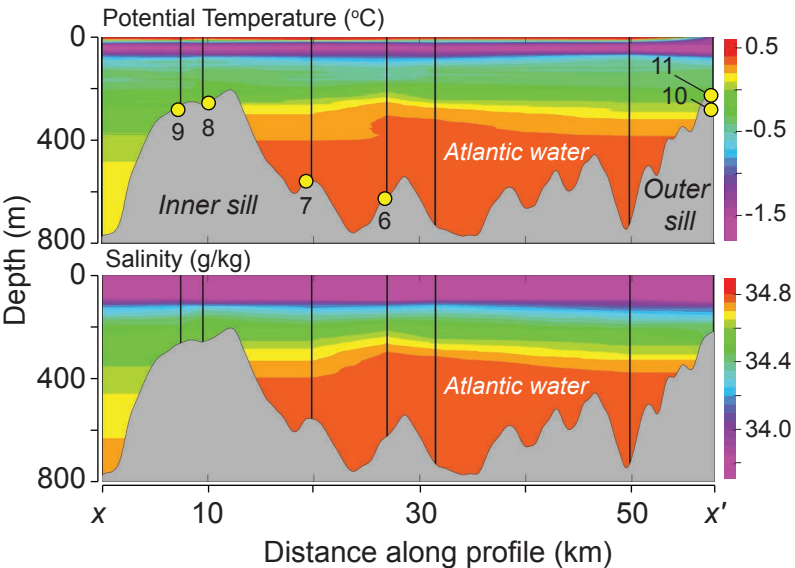 Potential Temperature (°C)
0
400
800
Depth (m)
9
8
7
6
11
10
Inner sill
Atlantic water
Outer
sill
0.5
-0.5
-1.5
Salinity (g/kg)
0
400
800
Atlantic water
34.8
34.4
34.0
x 10 30 50 x'
Distance along profile (km)